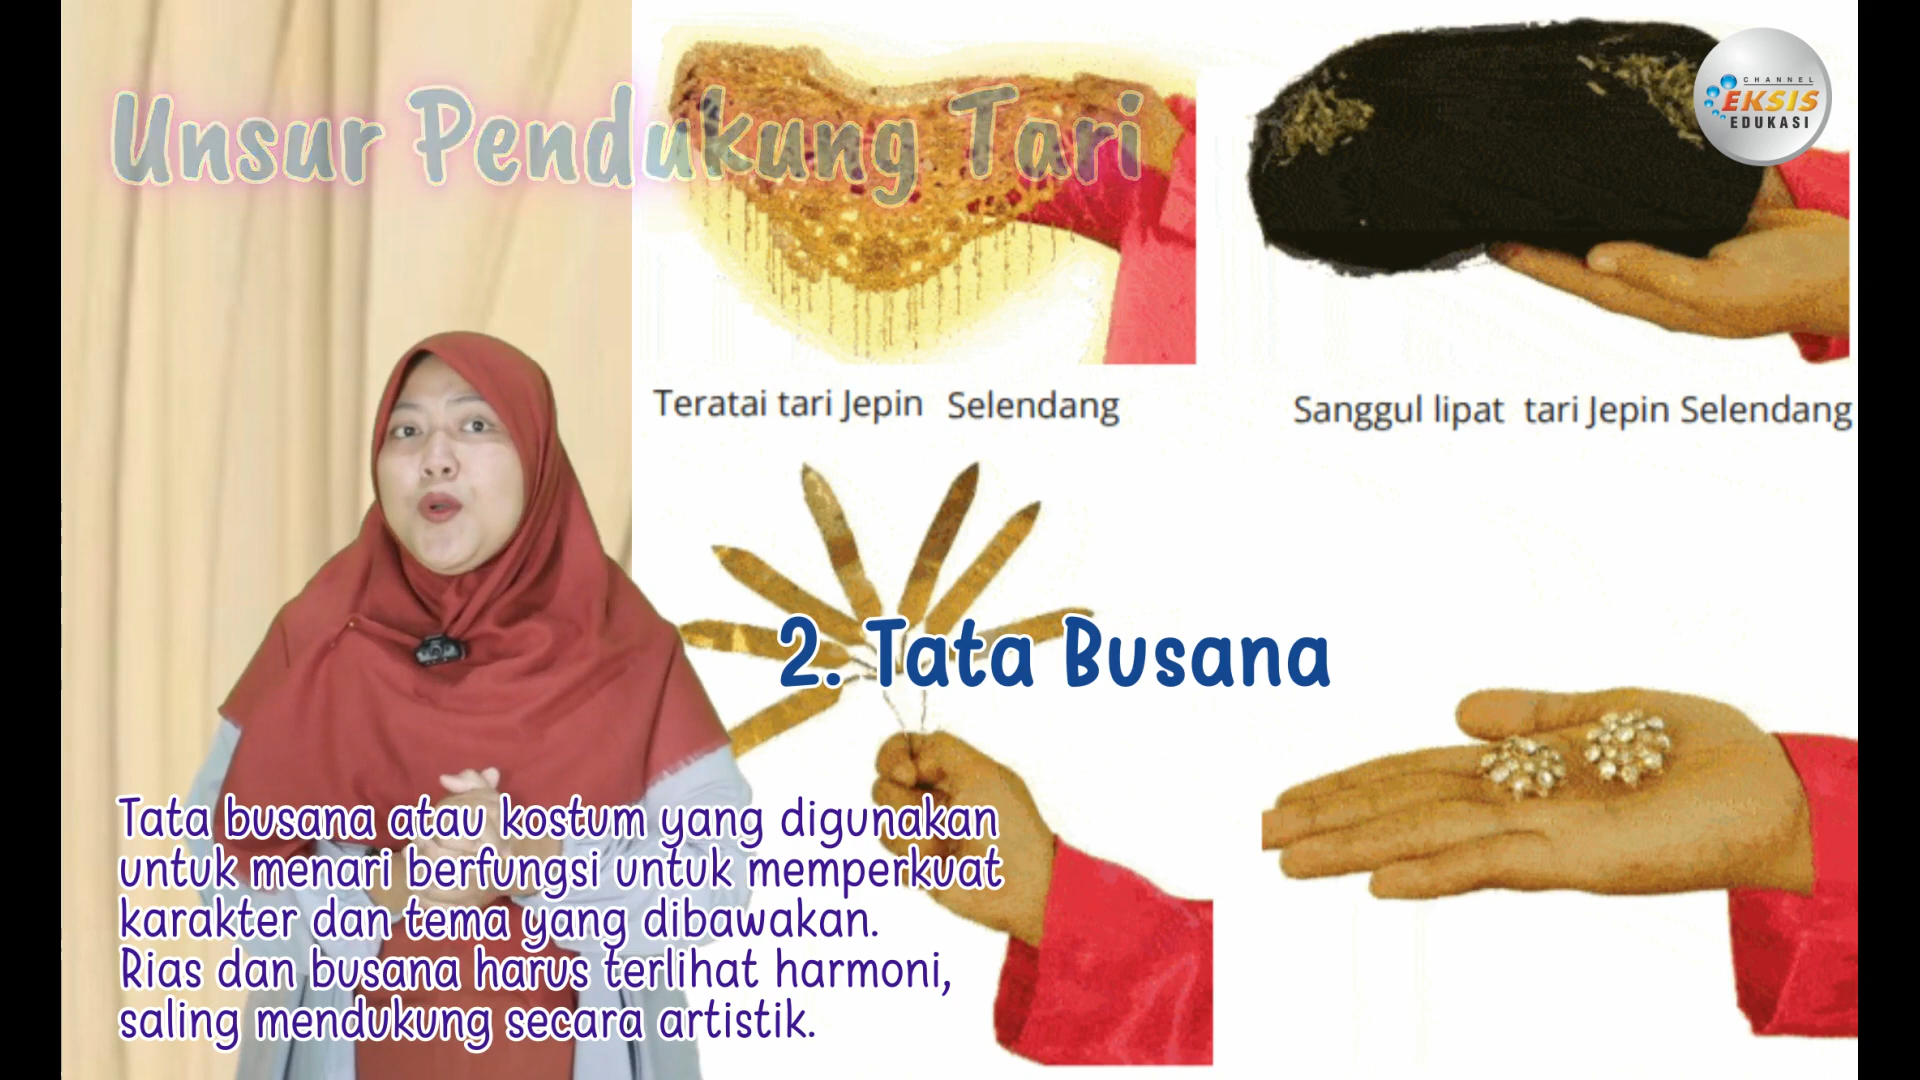 Unsur Pendukung Tari
CHANNEL
EKSIS
EDUKASI
Teratai tari Jepin Selendang
Sanggul lipat tari Jepin Selendang
2. Tata Busana
Tata busana atau kostum yang digunakan
untuk menari berfungsi untuk memperkuat
karakter dan tema yang dibawakan.
Rias dan busana harus terlihat harmoni,
saling mendukung secara artistik.